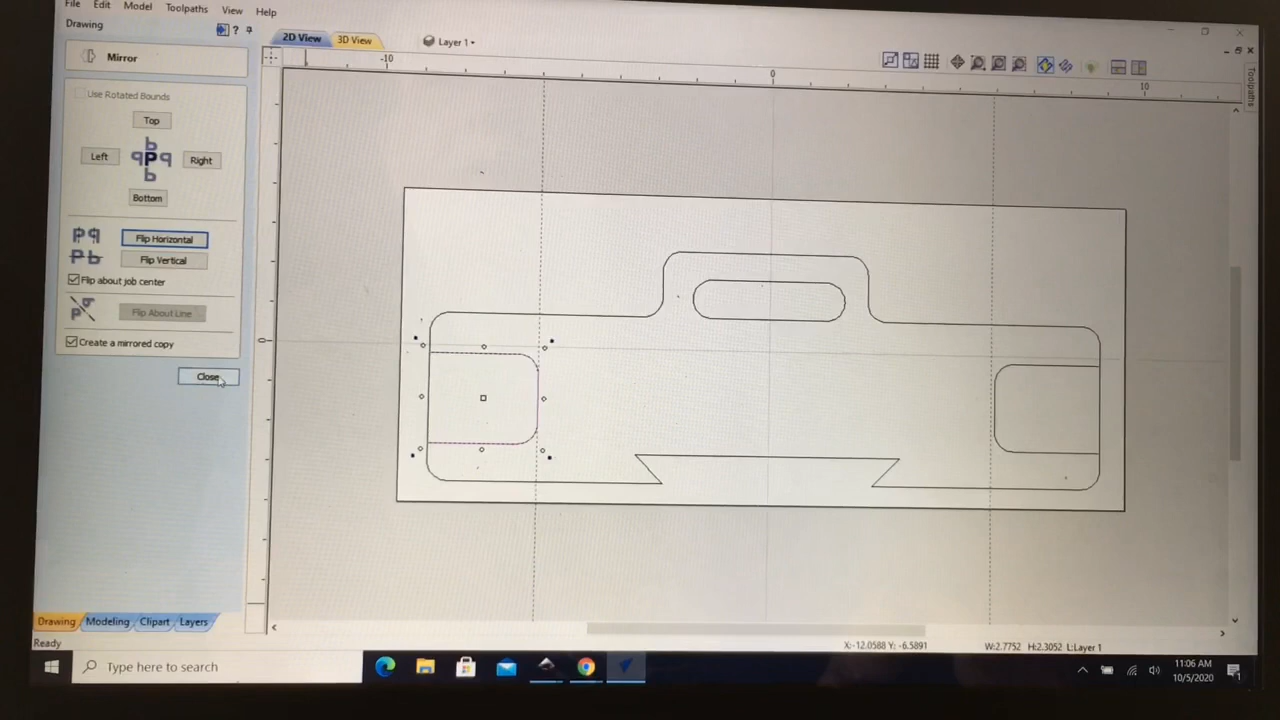 File Edit Model Toolpaths View Help
Drawing
?
2D View 3D View Layer 1
Mirror
-10 0 10
Toolpaths
Use Rotated Bounds
Top
Left Right
Bottom
Flip Horizontal
Flip Vertical
Flip about job center
Flip About Line
Create a mirrored copy
Close
0
Drawing Modeling Clipart Layers
Ready
X:-12.0588 Y:-6.5891 W:2.7752 H:2.3052 L:Layer 1
Type here to search
11:06 AM
10/5/2020
1